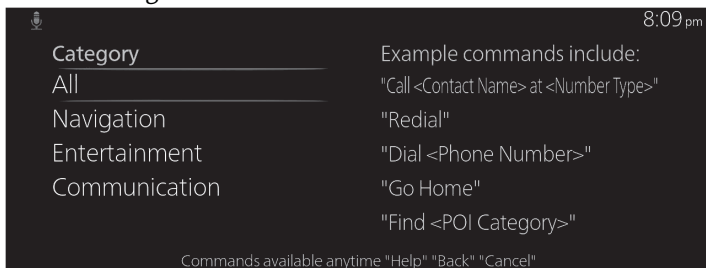 8:09 pm
Category
All
Navigation
Entertainment
Communication
Example commands include:
"Call <Contact Name> at <Number Type>"
"Redial"
"Dial <Phone Number>"
"Go Home"
"Find <POI Category>"
Commands available anytime "Help" "Back" "Cancel"